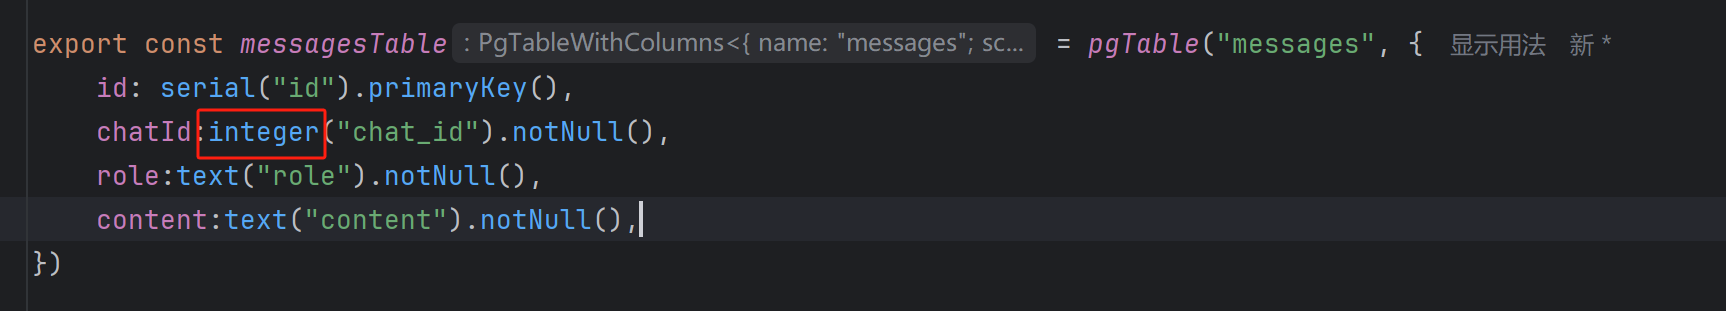 export const messagesTable : PgTableWithColumns<{ name: "messages"; sc... = pgTable("messages", { 显示用法 新 *
id: serial("id").primaryKey(),
chatId:integer("chat_id").notNull(),
role:text("role").notNull(),
content:text("content").notNull(),
})